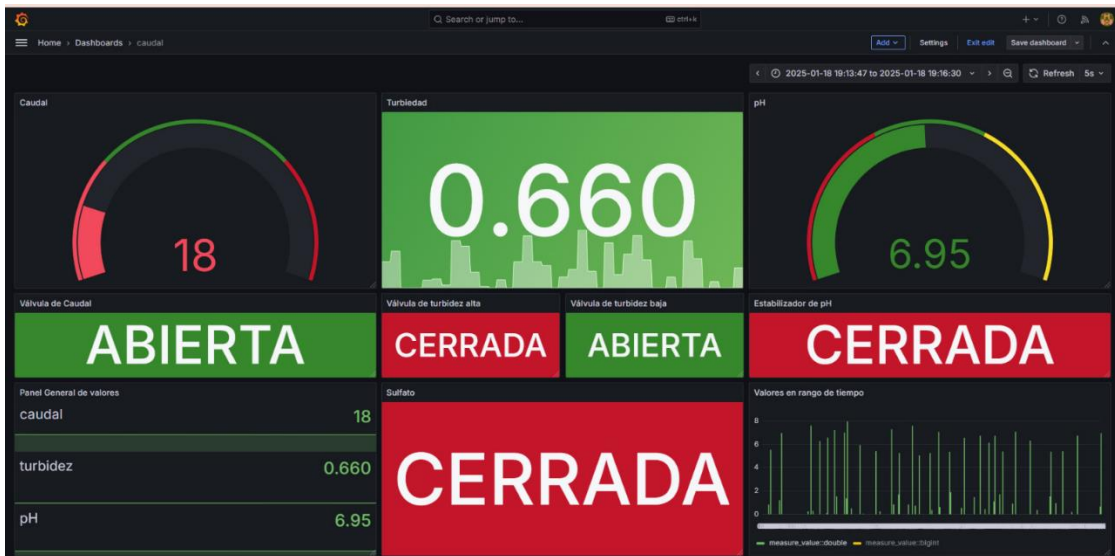 Search or jump to...
ctrl+k
Home › Dashboards › caudal
Add
Settings
Exit edit
Save dashboard
2025-01-18 19:13:47 to 2025-01-18 19:16:30
Refresh
5s
Caudal
18
Turbiedad
0.660
pH
6.95
Válvula de Caudal
ABIERTA
Válvula de turbidez alta
CERRADA
Válvula de turbidez baja
ABIERTA
Estabilizador de pH
CERRADA
Panel General de valores
caudal
18
turbidez
0.660
pH
6.95
Sulfato
CERRADA
Valores en rango de tiempo
8
6
4
2
0
measure_value::double
measure_value::bigint